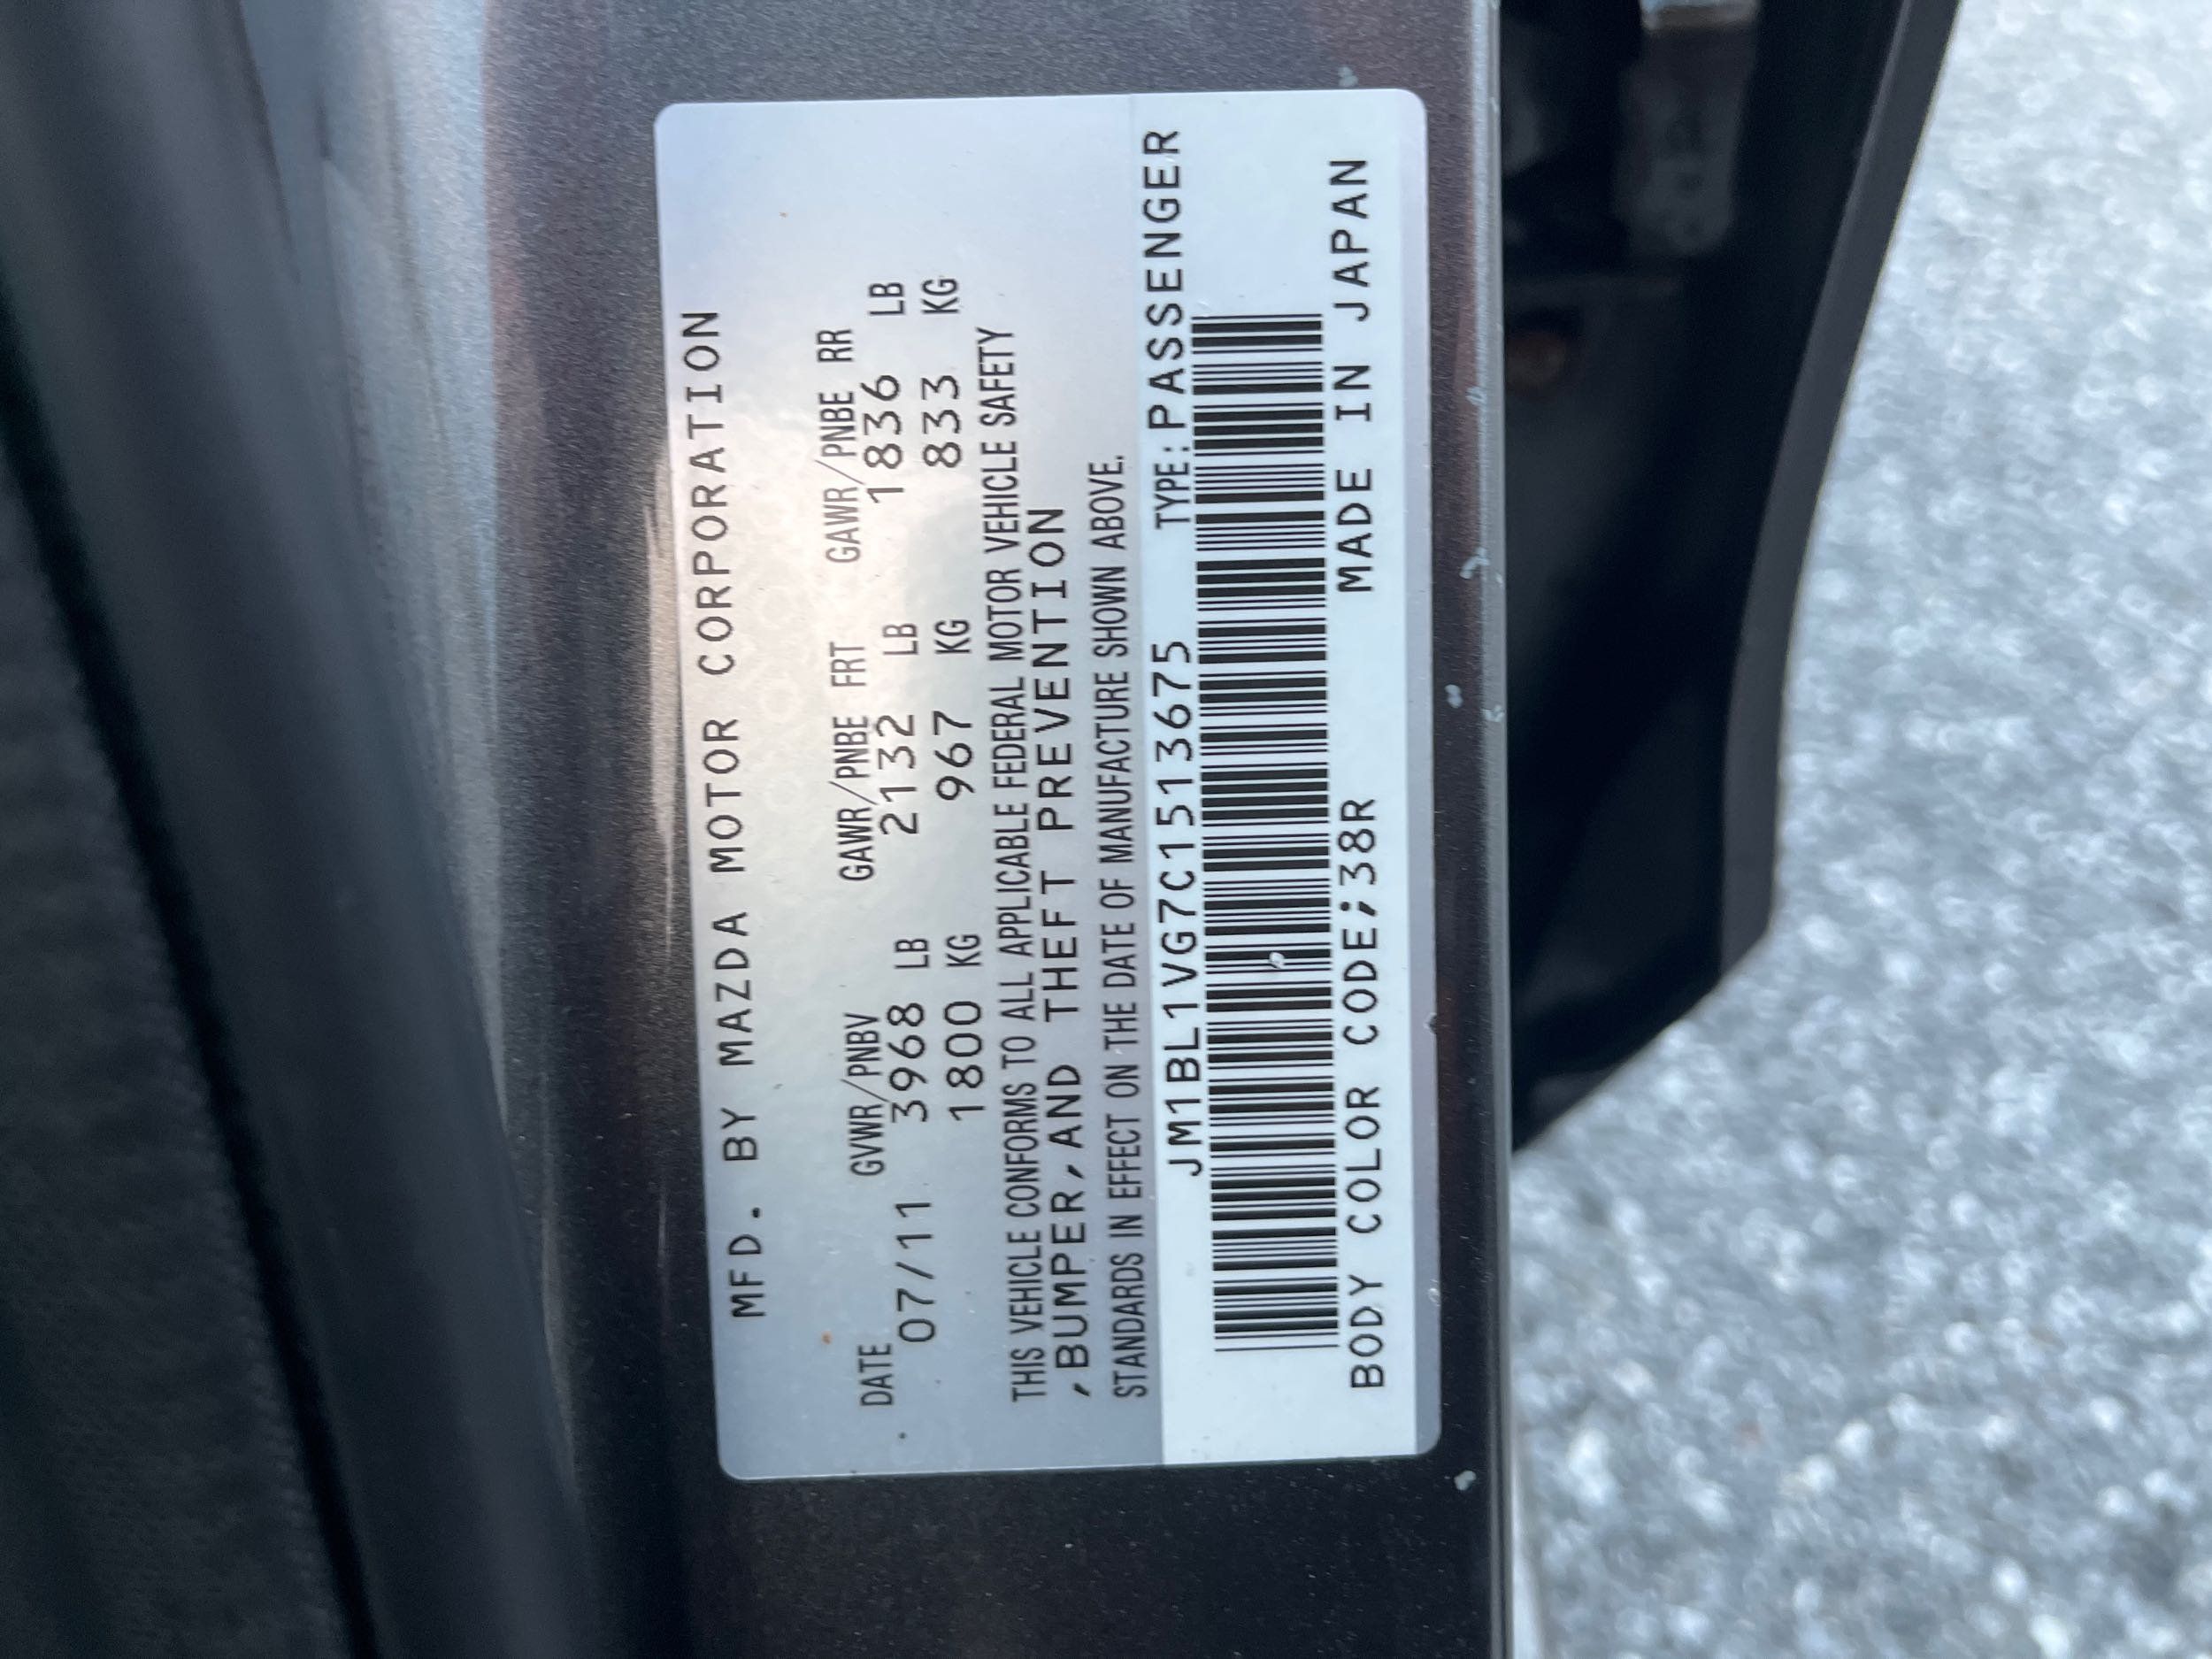 MFD. BY MAZDA MOTOR CORPORATION
DATE GVWR/PNBV GAWR/PNBE FRT GAWR/PNBE RR
07/11 3968 LB 2132 LB 1836 LB
1800 KG 967 KG 833 KG
THIS VEHICLE CONFORMS TO ALL APPLICABLE FEDERAL MOTOR VEHICLE SAFETY
,BUMPER,AND THEFT PREVENTION
STANDARDS IN EFFECT ON THE DATE OF MANUFACTURE SHOWN ABOVE.
JM1BL1VG7C1513675 TYPE:PASSENGER
BODY COLOR CODE;38R MADE IN JAPAN